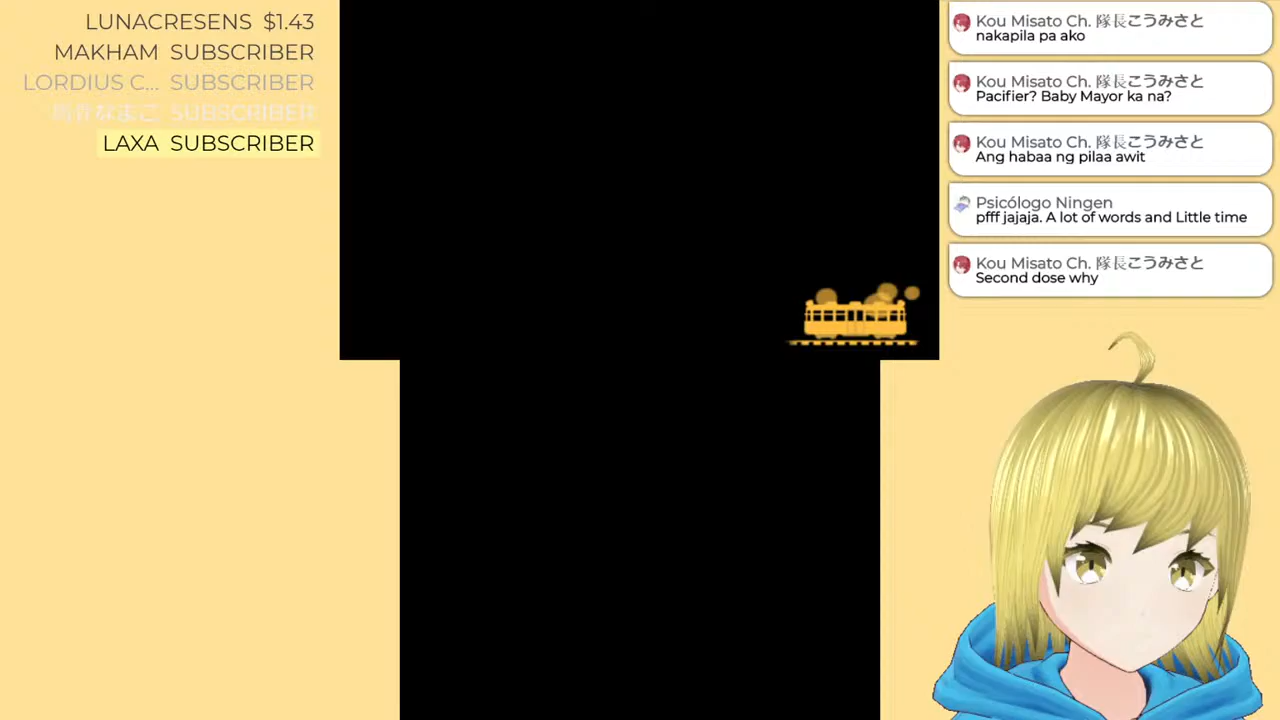 LUNACRESENS $1.43
MAKHAM SUBSCRIBER
LORDIUS C... SUBSCRIBER
SUBSCRIBER
LAXA SUBSCRIBER
Kou Misato Ch. 隊長こうみさと
nakapila pa ako
Kou Misato Ch. 隊長こうみさと
Pacifier? Baby Mayor ka na?
Kou Misato Ch. 隊長こうみさと
Ang habaa ng pilaa awit
Psicólogo Ningen
pfff jajaja. A lot of words and Little time
Kou Misato Ch. 隊長こうみさと
Second dose why